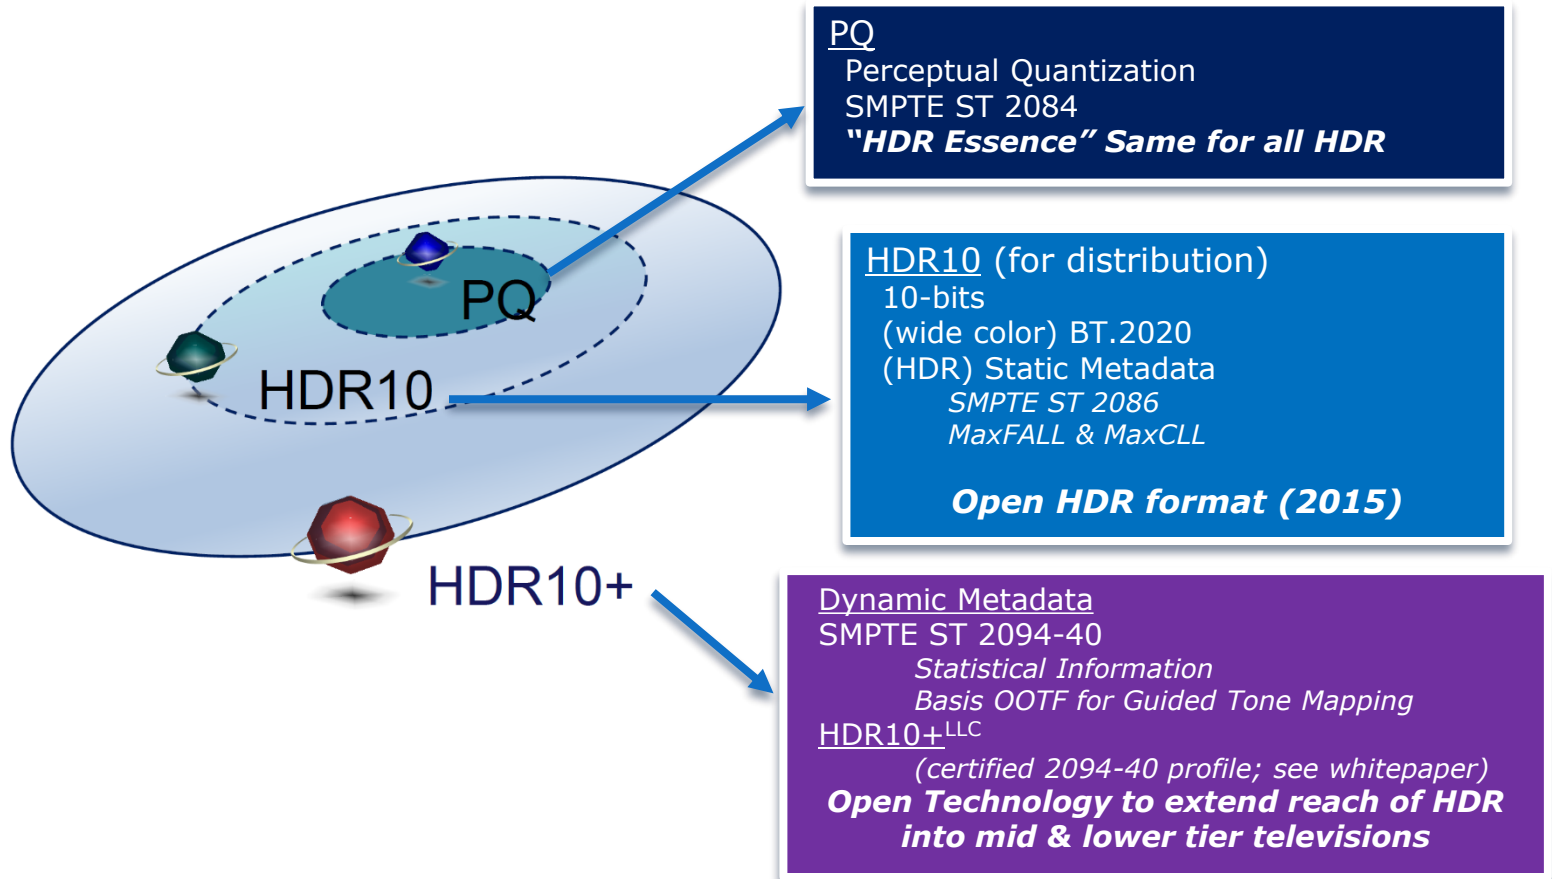 PQ
Perceptual Quantization
SMPTE ST 2084
“HDR Essence” Same for all HDR
PQ
HDR10
HDR10+
HDR10 (for distribution)
10-bits
(wide color) BT.2020
(HDR) Static Metadata
SMPTE ST 2086
MaxFALL & MaxCLL
Open HDR format (2015)
Dynamic Metadata
SMPTE ST 2094-40
Statistical Information
Basis OOTF for Guided Tone Mapping
HDR10+LLC
(certified 2094-40 profile; see whitepaper)
Open Technology to extend reach of HDR
into mid & lower tier televisions